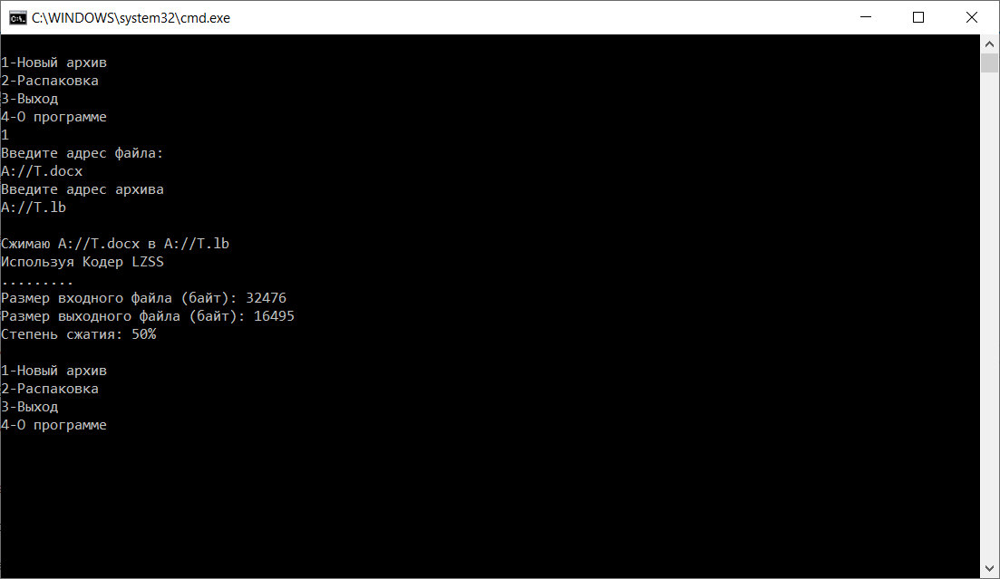 C:\WINDOWS\system32\cmd.exe
1-Новый архив
2-Распаковка
3-Выход
4-О программе
1
Введите адрес файла:
A://T.docx
Введите адрес архива
A://T.lb
Сжимаю A://T.docx в A://T.lb
Используя Кодер LZSS
.........
Размер входного файла (байт): 32476
Размер выходного файла (байт): 16495
Степень сжатия: 50%
1-Новый архив
2-Распаковка
3-Выход
4-О программе